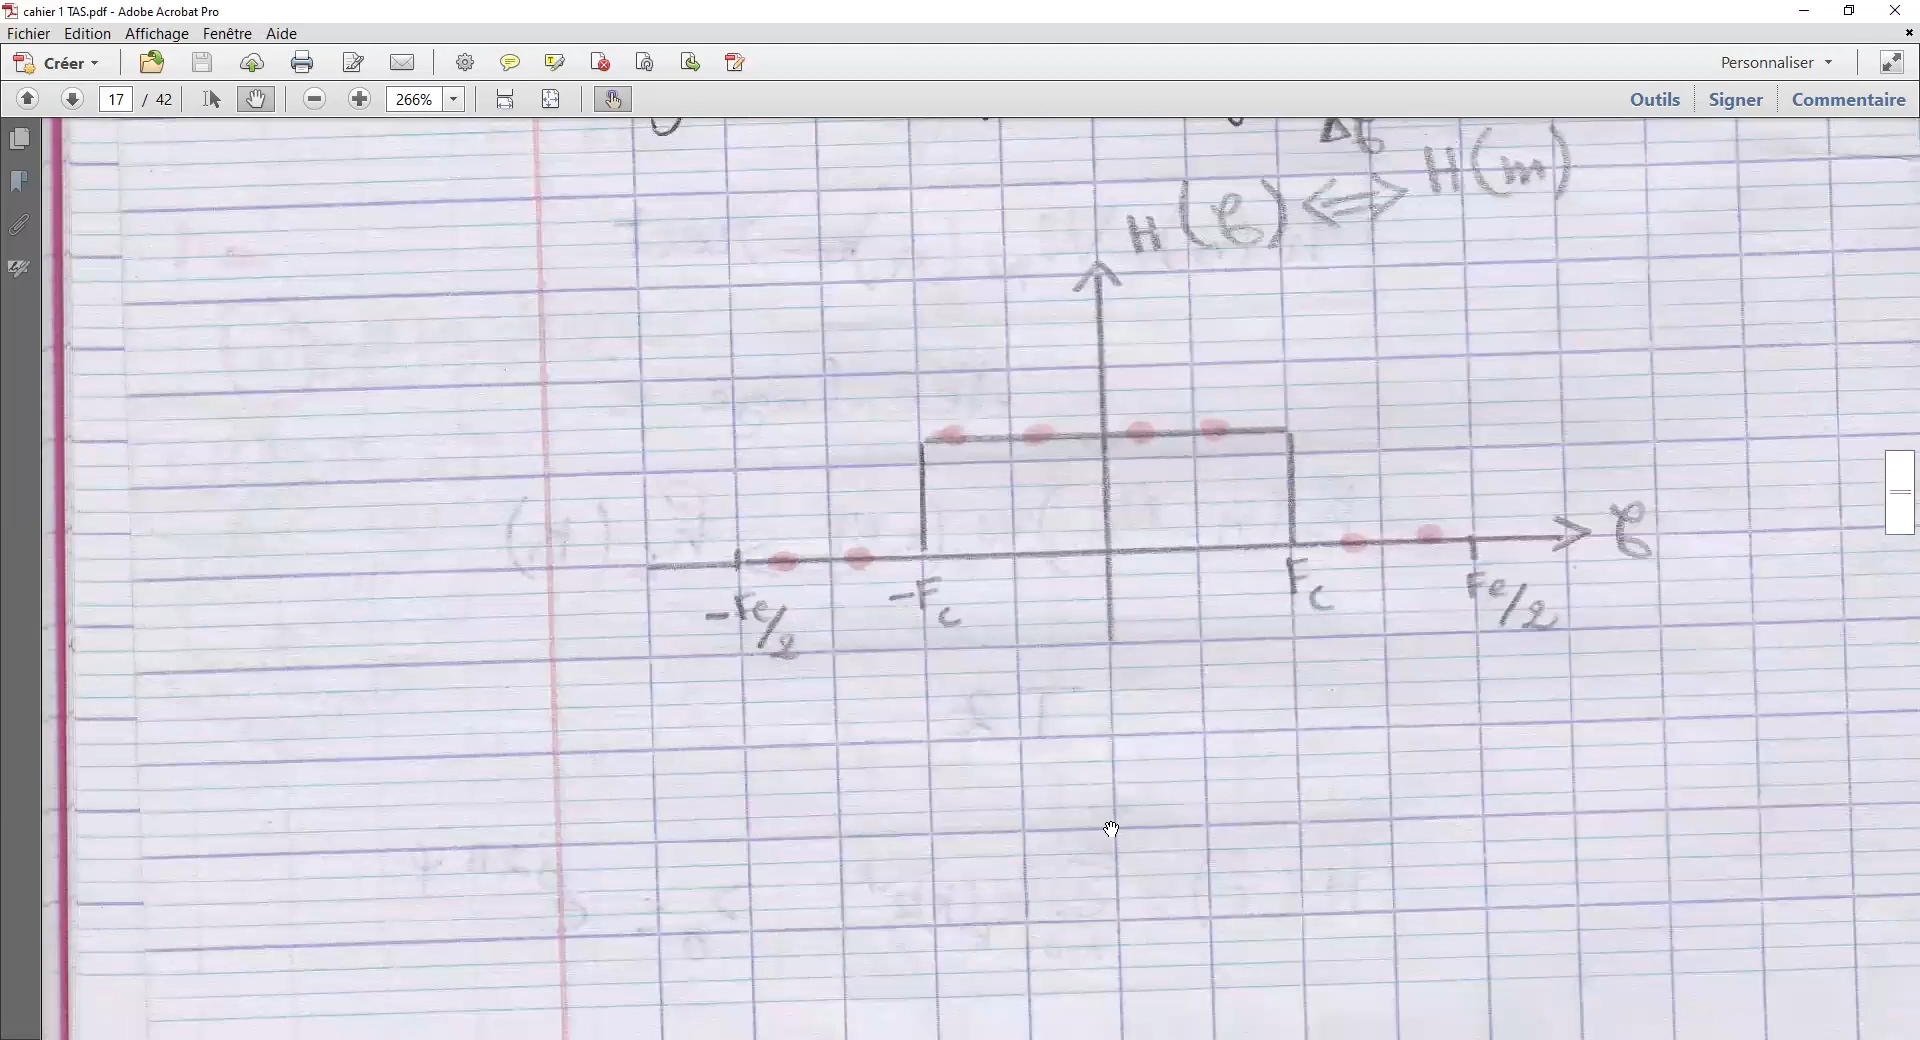 cahier 1 TAS.pdf - Adobe Acrobat Pro
Fichier Edition Affichage Fenêtre Aide
Créer
Personnaliser
17 / 42
266%
Outils Signer Commentaire
Δf
H(f) ⟺ H(m)
f
-Fe/2
-Fc
Fc
Fe/2